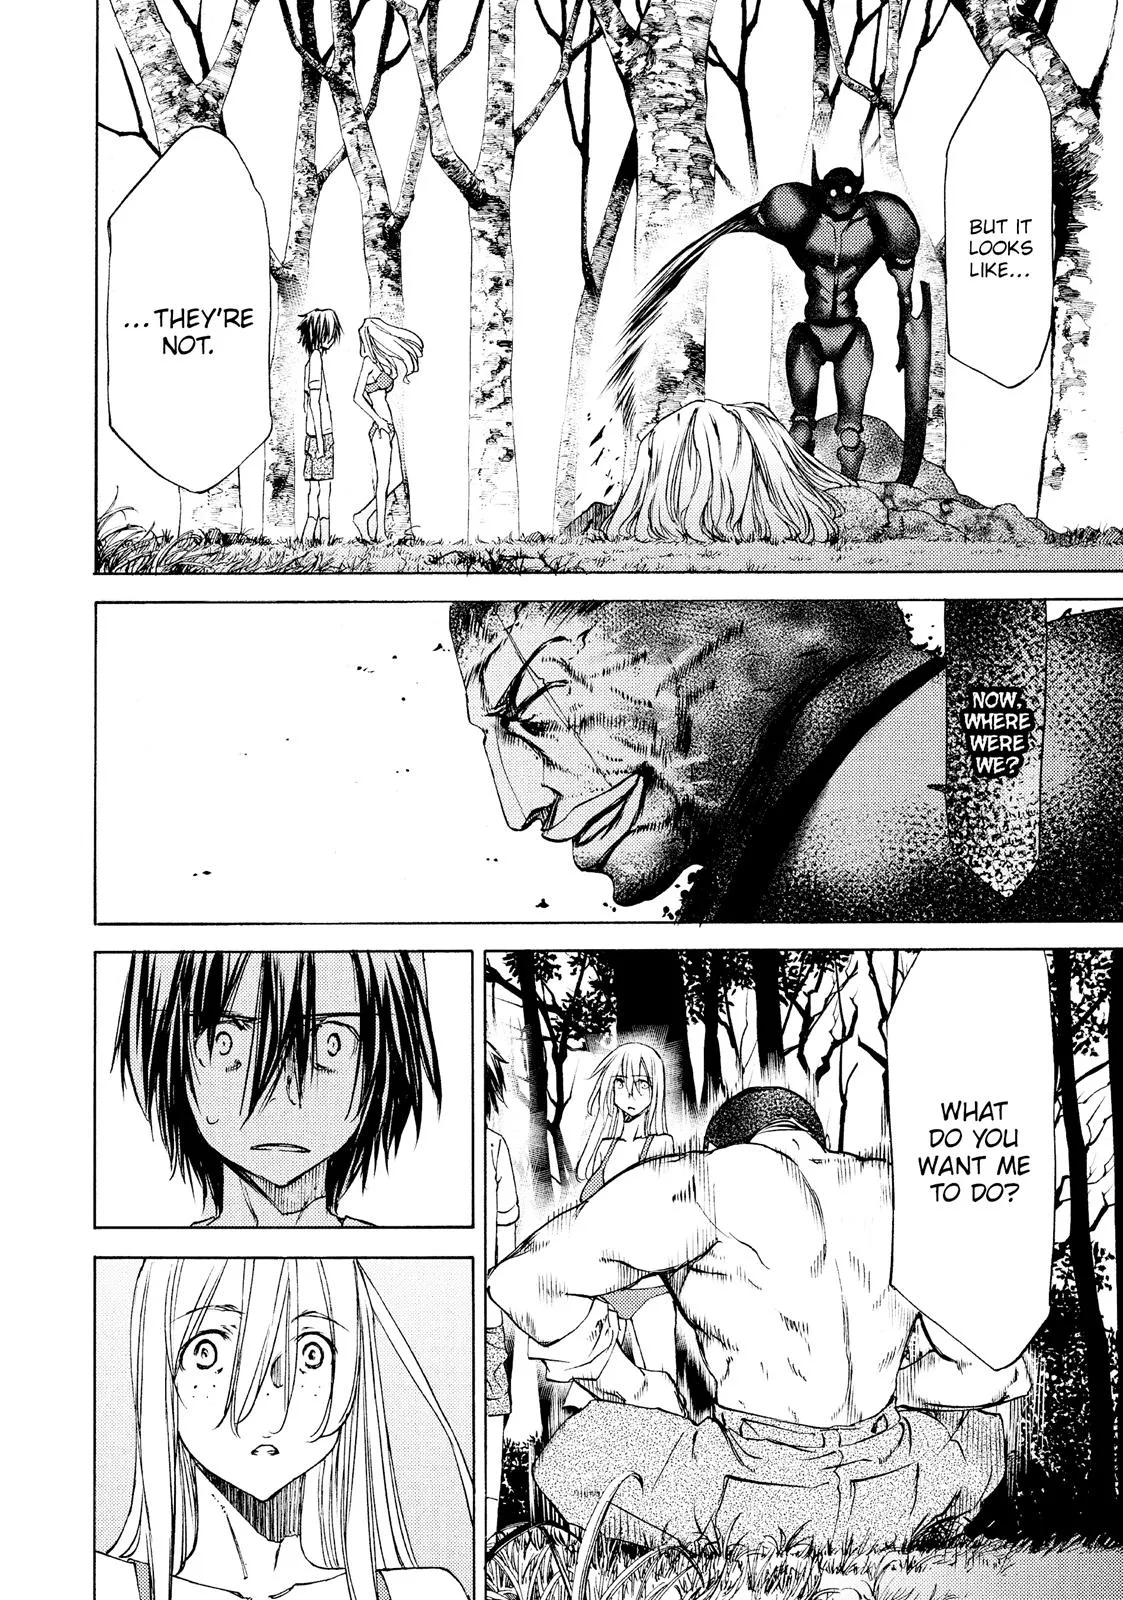 BUT IT
LOOKS
LIKE...
...THEY'RE
NOT.
NOW,
WHERE
WERE
WE?
WHAT
DO YOU
WANT ME
TO DO?